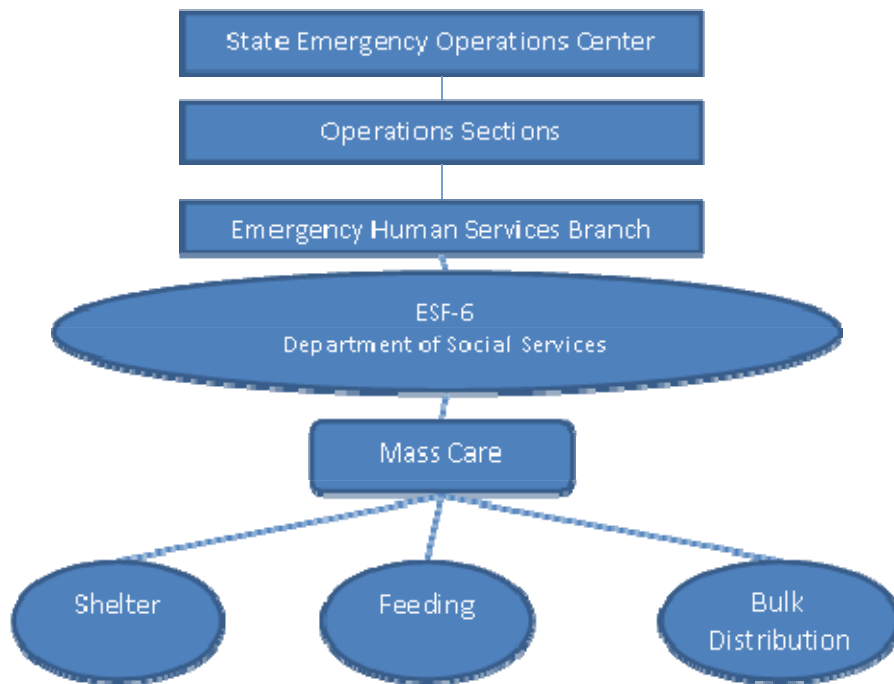 State Emergency Operations Center
Operations Sections
Emergency Human Services Branch
ESF-6
Department of Social Services
Mass Care
Shelter
Feeding
Bulk
Distribution